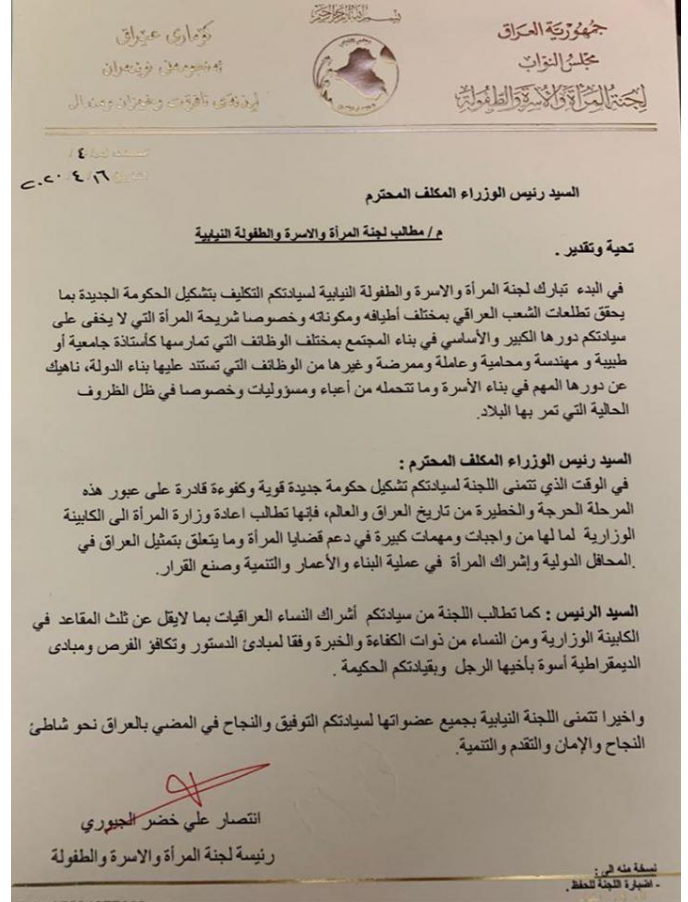 بسم الله الرحمن الرحيم
جمهورية العراق
مجلس النواب
لجنة المرأة والأسرة والطفولة
كۆماری عێراق
ئەنجومەنی نوێنەران
لیژنەی ئافرەت وخێزان ومنداڵ
٤ /
٢٠٢٠ / ٤ / ١٦
السيد رئيس الوزراء المكلف المحترم
م / مطالب لجنة المرأة والاسرة والطفولة النيابية
تحية وتقدير .
في البدء تبارك لجنة المرأة والاسرة والطفولة النيابية لسيادتكم التكليف بتشكيل الحكومة الجديدة بما
يحقق تطلعات الشعب العراقي بمختلف أطيافه ومكوناته وخصوصا شريحة المرأة التي لا يخفى على
سيادتكم دورها الكبير والأساسي في بناء المجتمع بمختلف الوظائف التي تمارسها كأستاذة جامعية أو
طبيبة و مهندسة ومحامية وعاملة وممرضة وغيرها من الوظائف التي تستند عليها بناء الدولة، ناهيك
عن دورها المهم في بناء الأسرة وما تتحمله من أعباء ومسؤوليات وخصوصا في ظل الظروف
الحالية التي تمر بها البلاد.
السيد رئيس الوزراء المكلف المحترم :
في الوقت الذي تتمنى اللجنة لسيادتكم تشكيل حكومة جديدة قوية وكفوءة قادرة على عبور هذه
المرحلة الحرجة والخطيرة من تاريخ العراق والعالم، فإنها تطالب اعادة وزارة المرأة الى الكابينة
الوزارية لما لها من واجبات ومهمات كبيرة في دعم قضايا المرأة وما يتعلق بتمثيل العراق في
.المحافل الدولية وإشراك المرأة في عملية البناء والأعمار والتنمية وصنع القرار.
السيد الرئيس : كما تطالب اللجنة من سيادتكم أشراك النساء العراقيات بما لايقل عن ثلث المقاعد في
الكابينة الوزارية ومن النساء من ذوات الكفاءة والخبرة وفقا لمبادئ الدستور وتكافؤ الفرص ومبادى
الديمقراطية أسوة بأخيها الرجل وبقيادتكم الحكيمة .
واخيرا تتمنى اللجنة النيابية بجميع عضواتها لسيادتكم التوفيق والنجاح في المضي بالعراق نحو شاطئ
النجاح والإمان والتقدم والتنمية.
انتصار علي خضر الجبوري
رئيسة لجنة المرأة والاسرة والطفولة
نسخة منه الى :
- اضبارة اللجنة للحفظ .